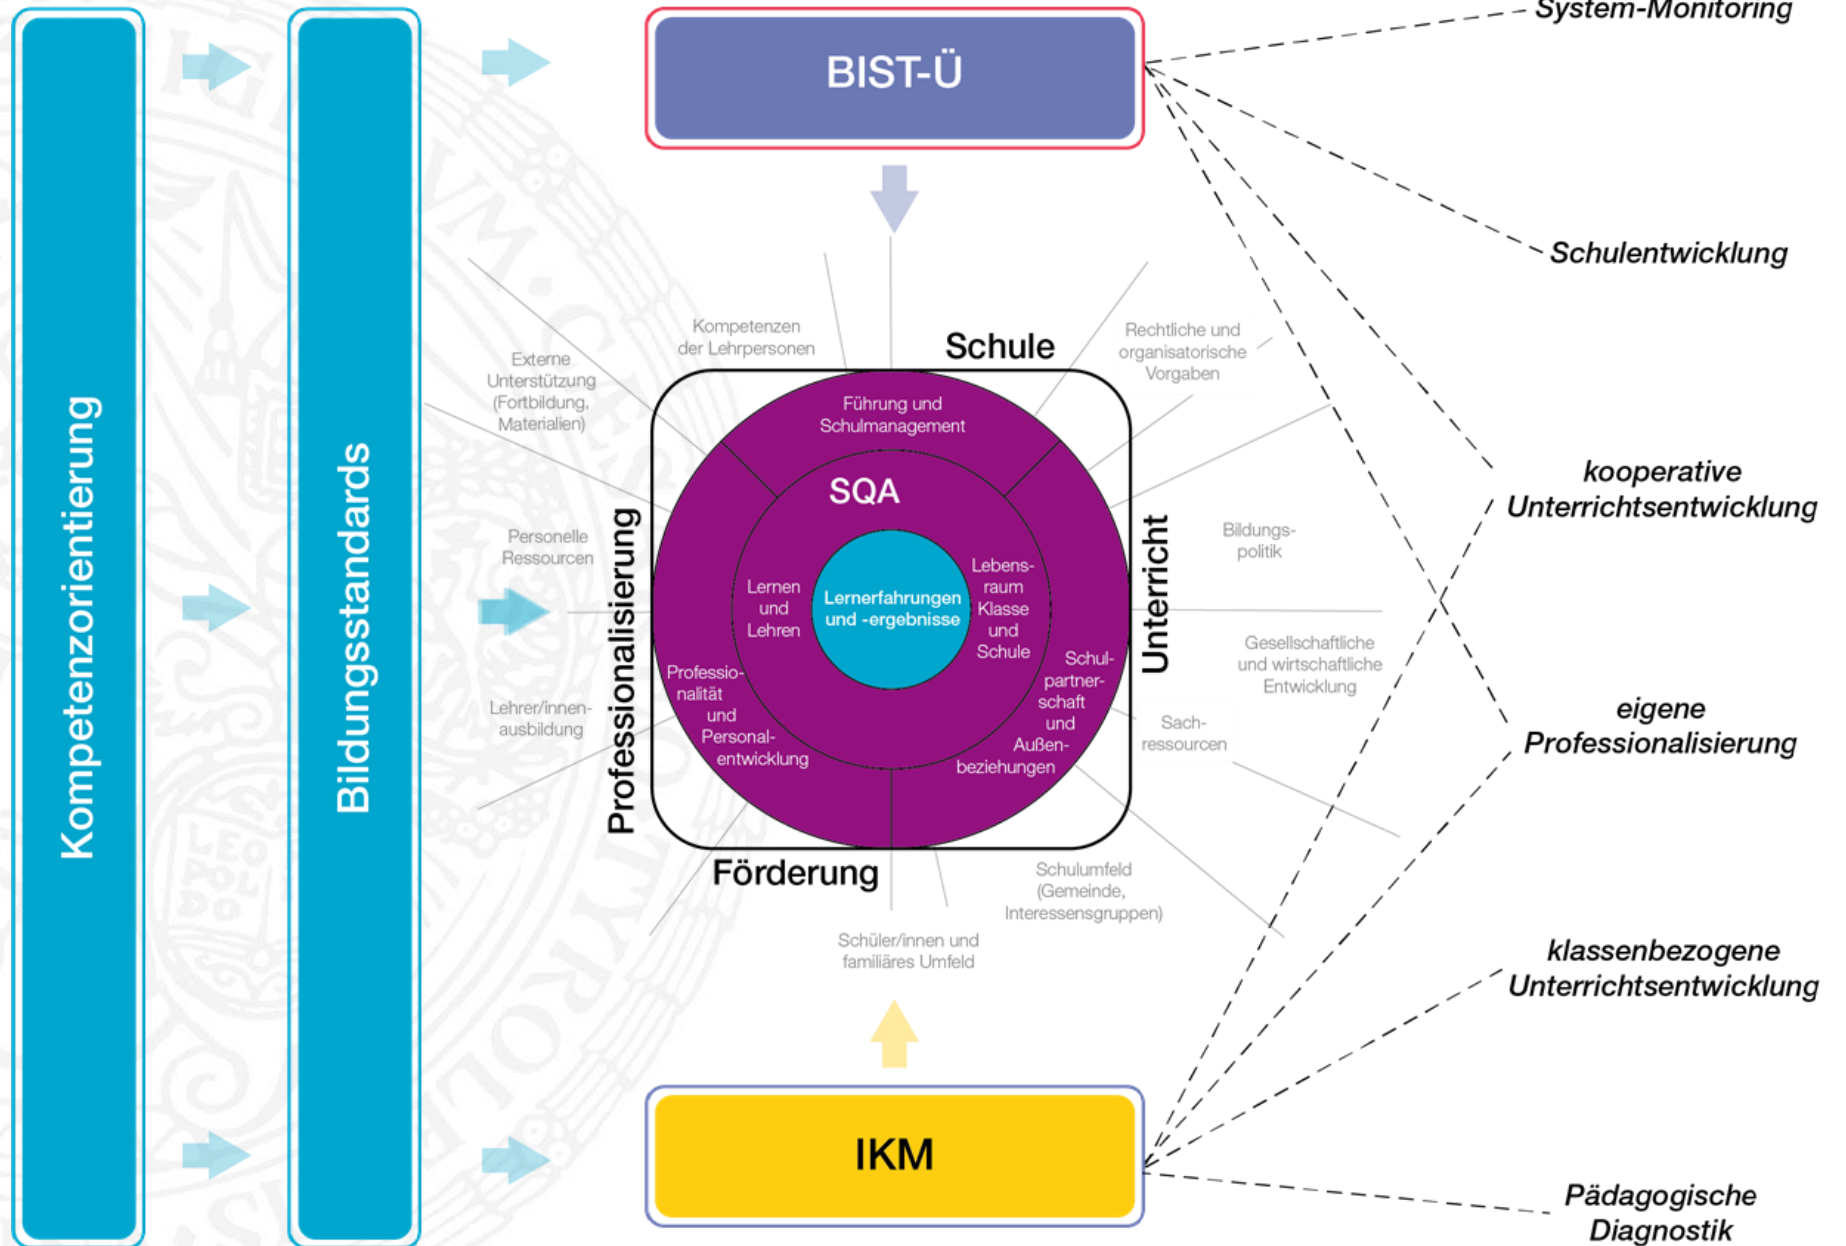 Kompetenzorientierung
Bildungsstandards
BIST-Ü
System-Monitoring
Schulentwicklung
kooperative
Unterrichtsentwicklung
eigene
Professionalisierung
klassenbezogene
Unterrichtsentwicklung
Pädagogische
Diagnostik
Kompetenzen
der Lehrpersonen
Schule
Rechtliche und
organisatorische
Vorgaben
Externe
Unterstützung
(Fortbildung,
Materialien)
Führung und
Schulmanagement
SQA
Personelle
Ressourcen
Professionalisierung
Lernen
und
Lehren
Lernerfahrungen
und -ergebnisse
Lebens-
raum
Klasse
und
Schule
Unterricht
Bildungs-
politik
Gesellschaftliche
und wirtschaftliche
Entwicklung
Lehrer/innen-
ausbildung
Professio-
nalität
und
Personal-
entwicklung
Schul-
partner-
schaft
und
Außen-
beziehungen
Sach-
ressourcen
Förderung
Schulumfeld
(Gemeinde,
Interessensgruppen)
Schüler/innen und
familiäres Umfeld
IKM